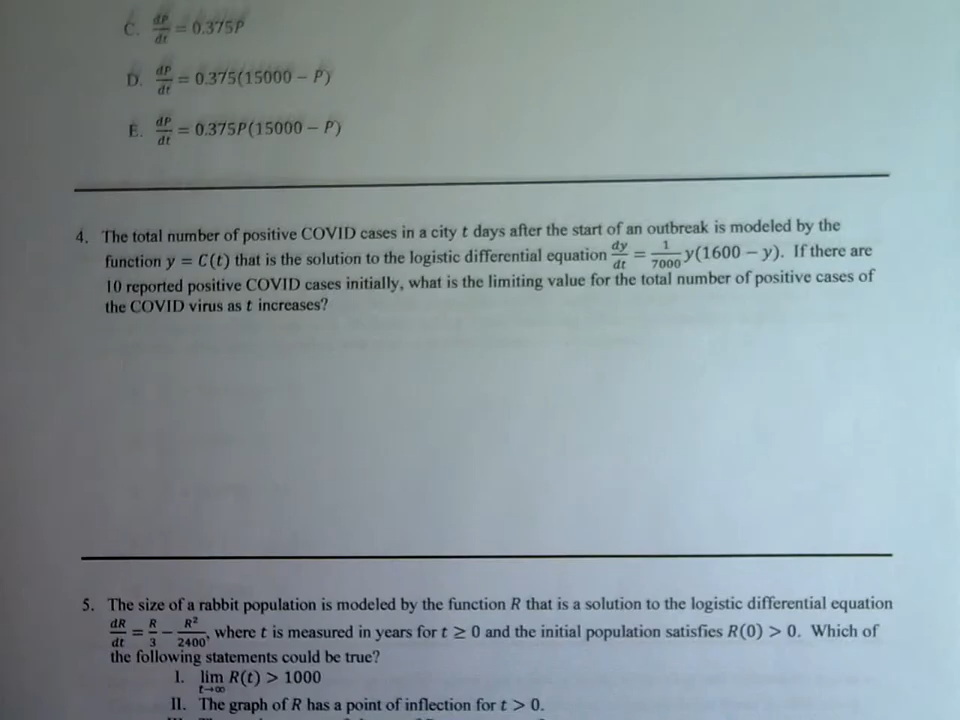 C. dP/dt = 0.375P
D. dP/dt = 0.375(15000 − P)
E. dP/dt = 0.375P(15000 − P)
4. The total number of positive COVID cases in a city t days after the start of an outbreak is modeled by the
function y = C(t) that is the solution to the logistic differential equation dy/dt = 1/7000 y(1600 − y). If there are
10 reported positive COVID cases initially, what is the limiting value for the total number of positive cases of
the COVID virus as t increases?
5. The size of a rabbit population is modeled by the function R that is a solution to the logistic differential equation
dR/dt = R/3 − R²/2400, where t is measured in years for t ≥ 0 and the initial population satisfies R(0) > 0. Which of
the following statements could be true?
I. lim t→∞ R(t) > 1000
II. The graph of R has a point of inflection for t > 0.